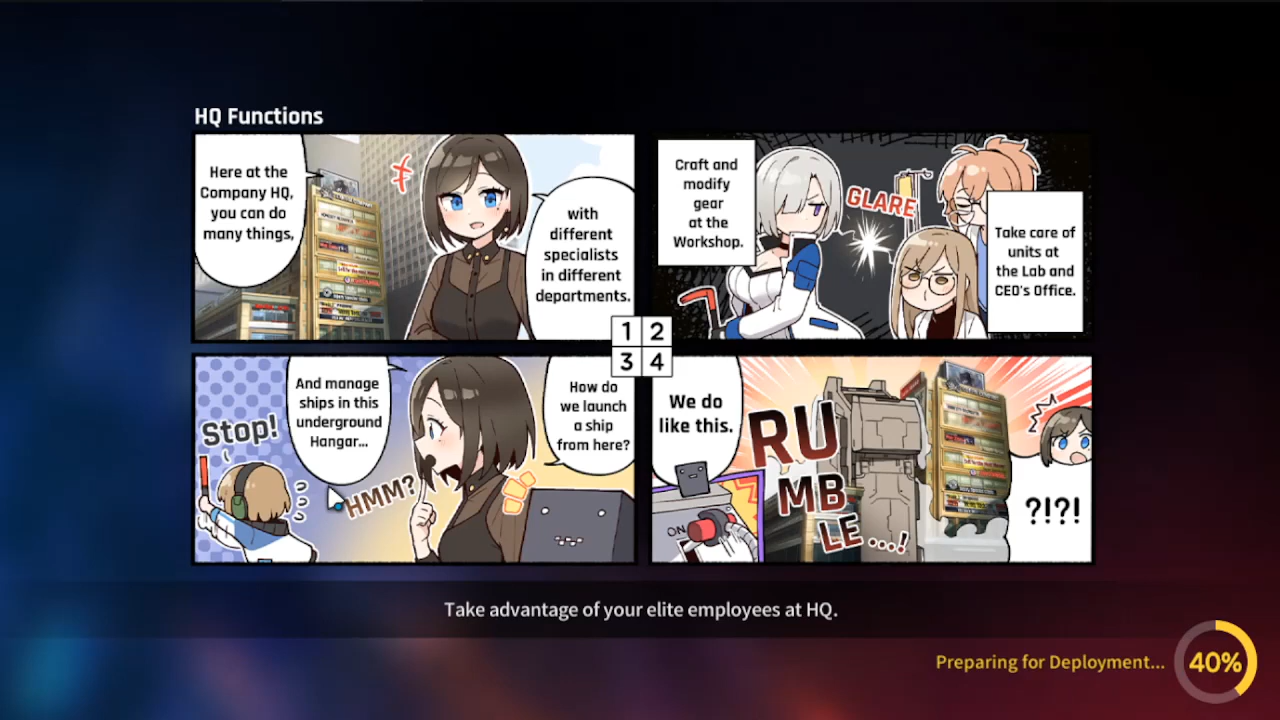 HQ Functions
Here at the
Company HQ,
you can do
many things,
with
different
specialists
in different
departments.
Craft and
modify
gear
at the
Workshop.
GLARE
Take care of
units at
the Lab and
CEO's Office.
1 2
3 4
Stop!
And manage
ships in this
underground
Hangar...
HMM?
How do
we launch
a ship
from here?
We do
like this.
ON
RU
MB
LE...!
?!?!
Take advantage of your elite employees at HQ.
Preparing for Deployment...
40%